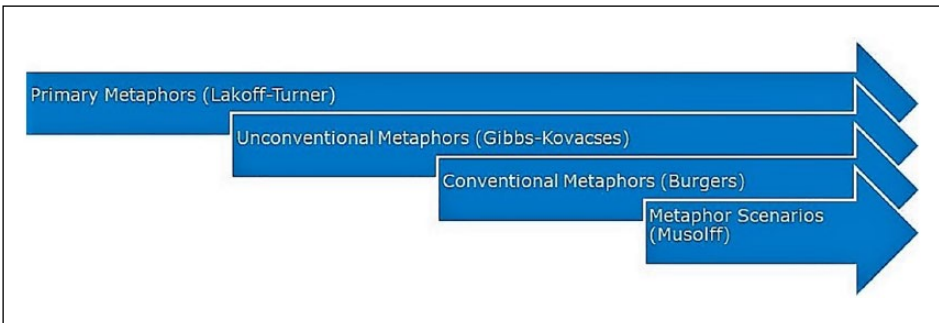 Primary Metaphors (Lakoff-Turner)
Unconventional Metaphors (Gibbs-Kovacses)
Conventional Metaphors (Burgers)
Metaphor Scenarios
(Musolff)